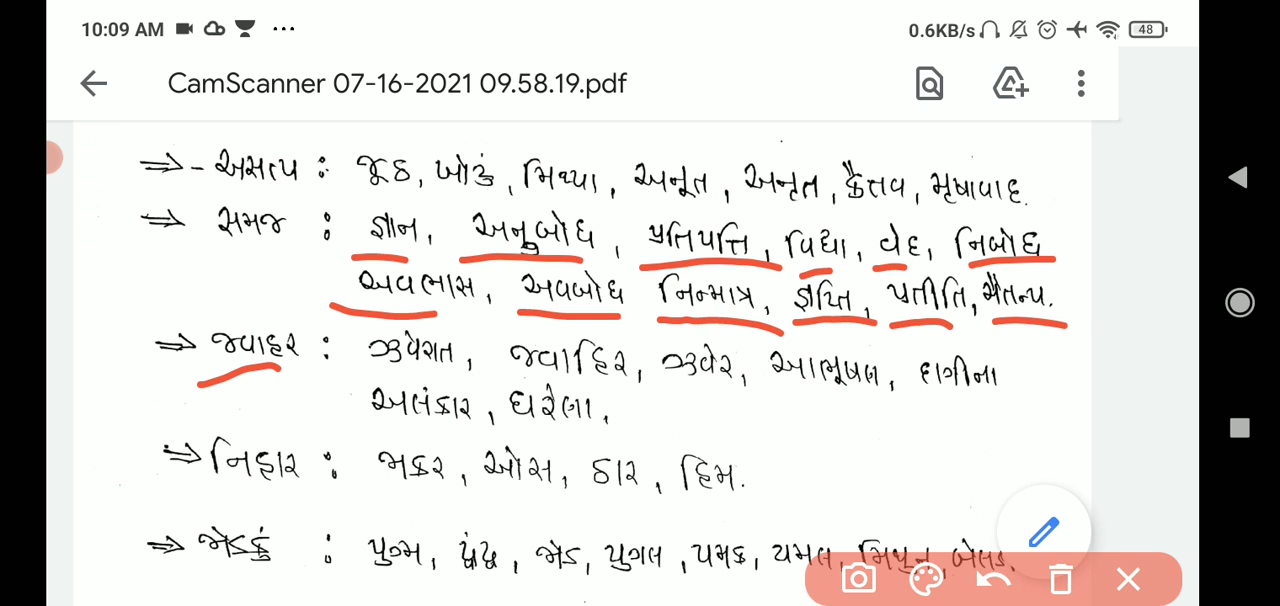 10:09 AM ... 0.6KB/s 48
CamScanner 07-16-2021 09.58.19.pdf
⇒ - અસત્ય : જૂઠ, ખોટું, મિથ્યા, અનૂત, અનૃત, કૈતવ, મૃષાવાદ.
⇒ સમજ : જ્ઞાન, અનુબોધ, પ્રતિપત્તિ, વિદ્યા, વેદ, નિબોધ
અવભાસ, અવબોધ ચિન્માત્ર, જ્ઞપ્તિ, પ્રતીતિ, ચૈતન્ય.
⇒ જવાહર : ઝવેરાત, જવાહિર, ઝવેર, આભૂષણ, દાગીના
અલંકાર, ઘરેણા.
⇒ નિહાર : ઝાકર, ઓસ, ઠાર, હિમ.
⇒ જોડકું : યુગ્મ, દ્વંદ્વ, જોડ, યુગલ, યમક, યમલ, મિથુન, બેલડ.